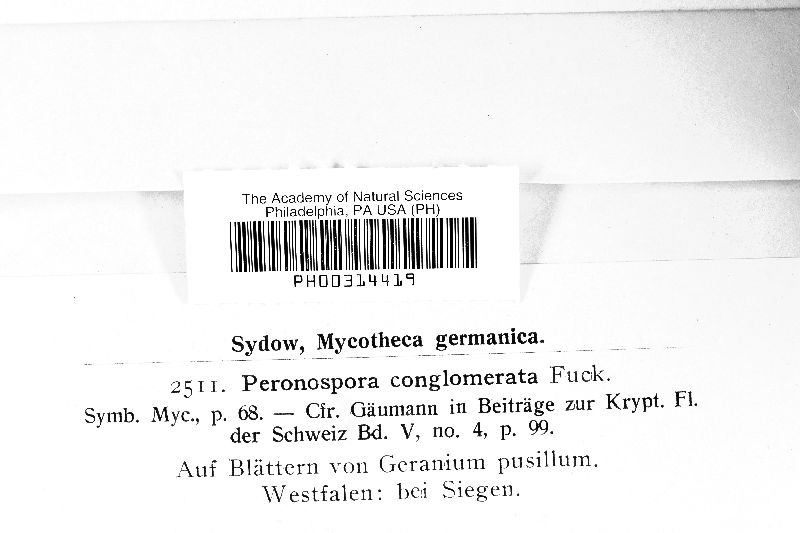 The Academy of Natural Sciences
Philadelphia, PA USA (PH)
PH00314419
Sydow, Mycotheca germanica.
2511. Peronospora conglomerata Fuck.
Symb. Myc., p. 68. — Cfr. Gäumann in Beiträge zur Krypt. Fl.
der Schweiz Bd. V, no. 4, p. 99.
Auf Blättern von Geranium pusillum.
Westfalen: bei Siegen.